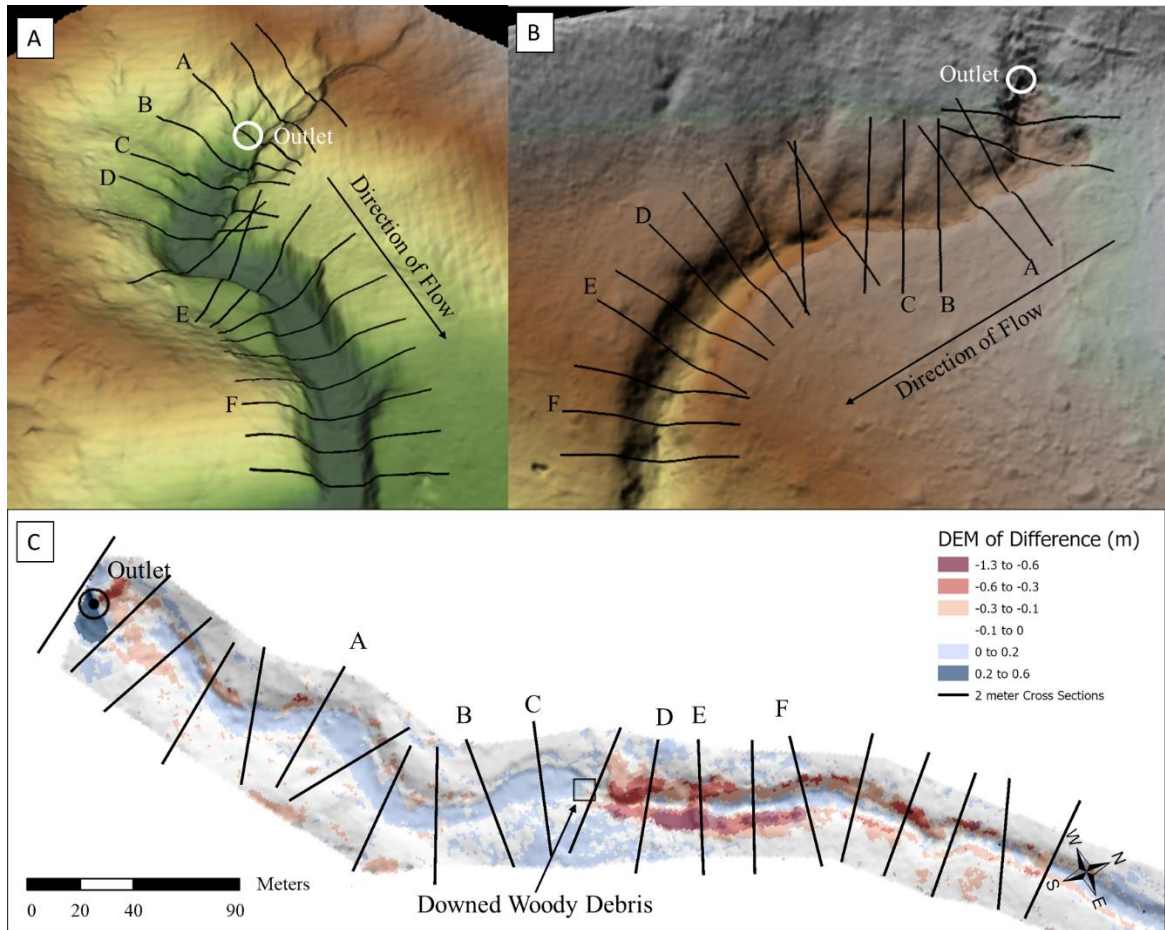 A
A
B
C
D
E
F
Outlet
Direction of Flow
B
Outlet
A
B
C
D
E
F
Direction of Flow
C
Outlet
A
B
C
D
E
F
Downed Woody Debris
DEM of Difference (m)
-1.3 to -0.6
-0.6 to -0.3
-0.3 to -0.1
-0.1 to 0
0 to 0.2
0.2 to 0.6
2 meter Cross Sections
Meters
0 20 40 90
W N
S E